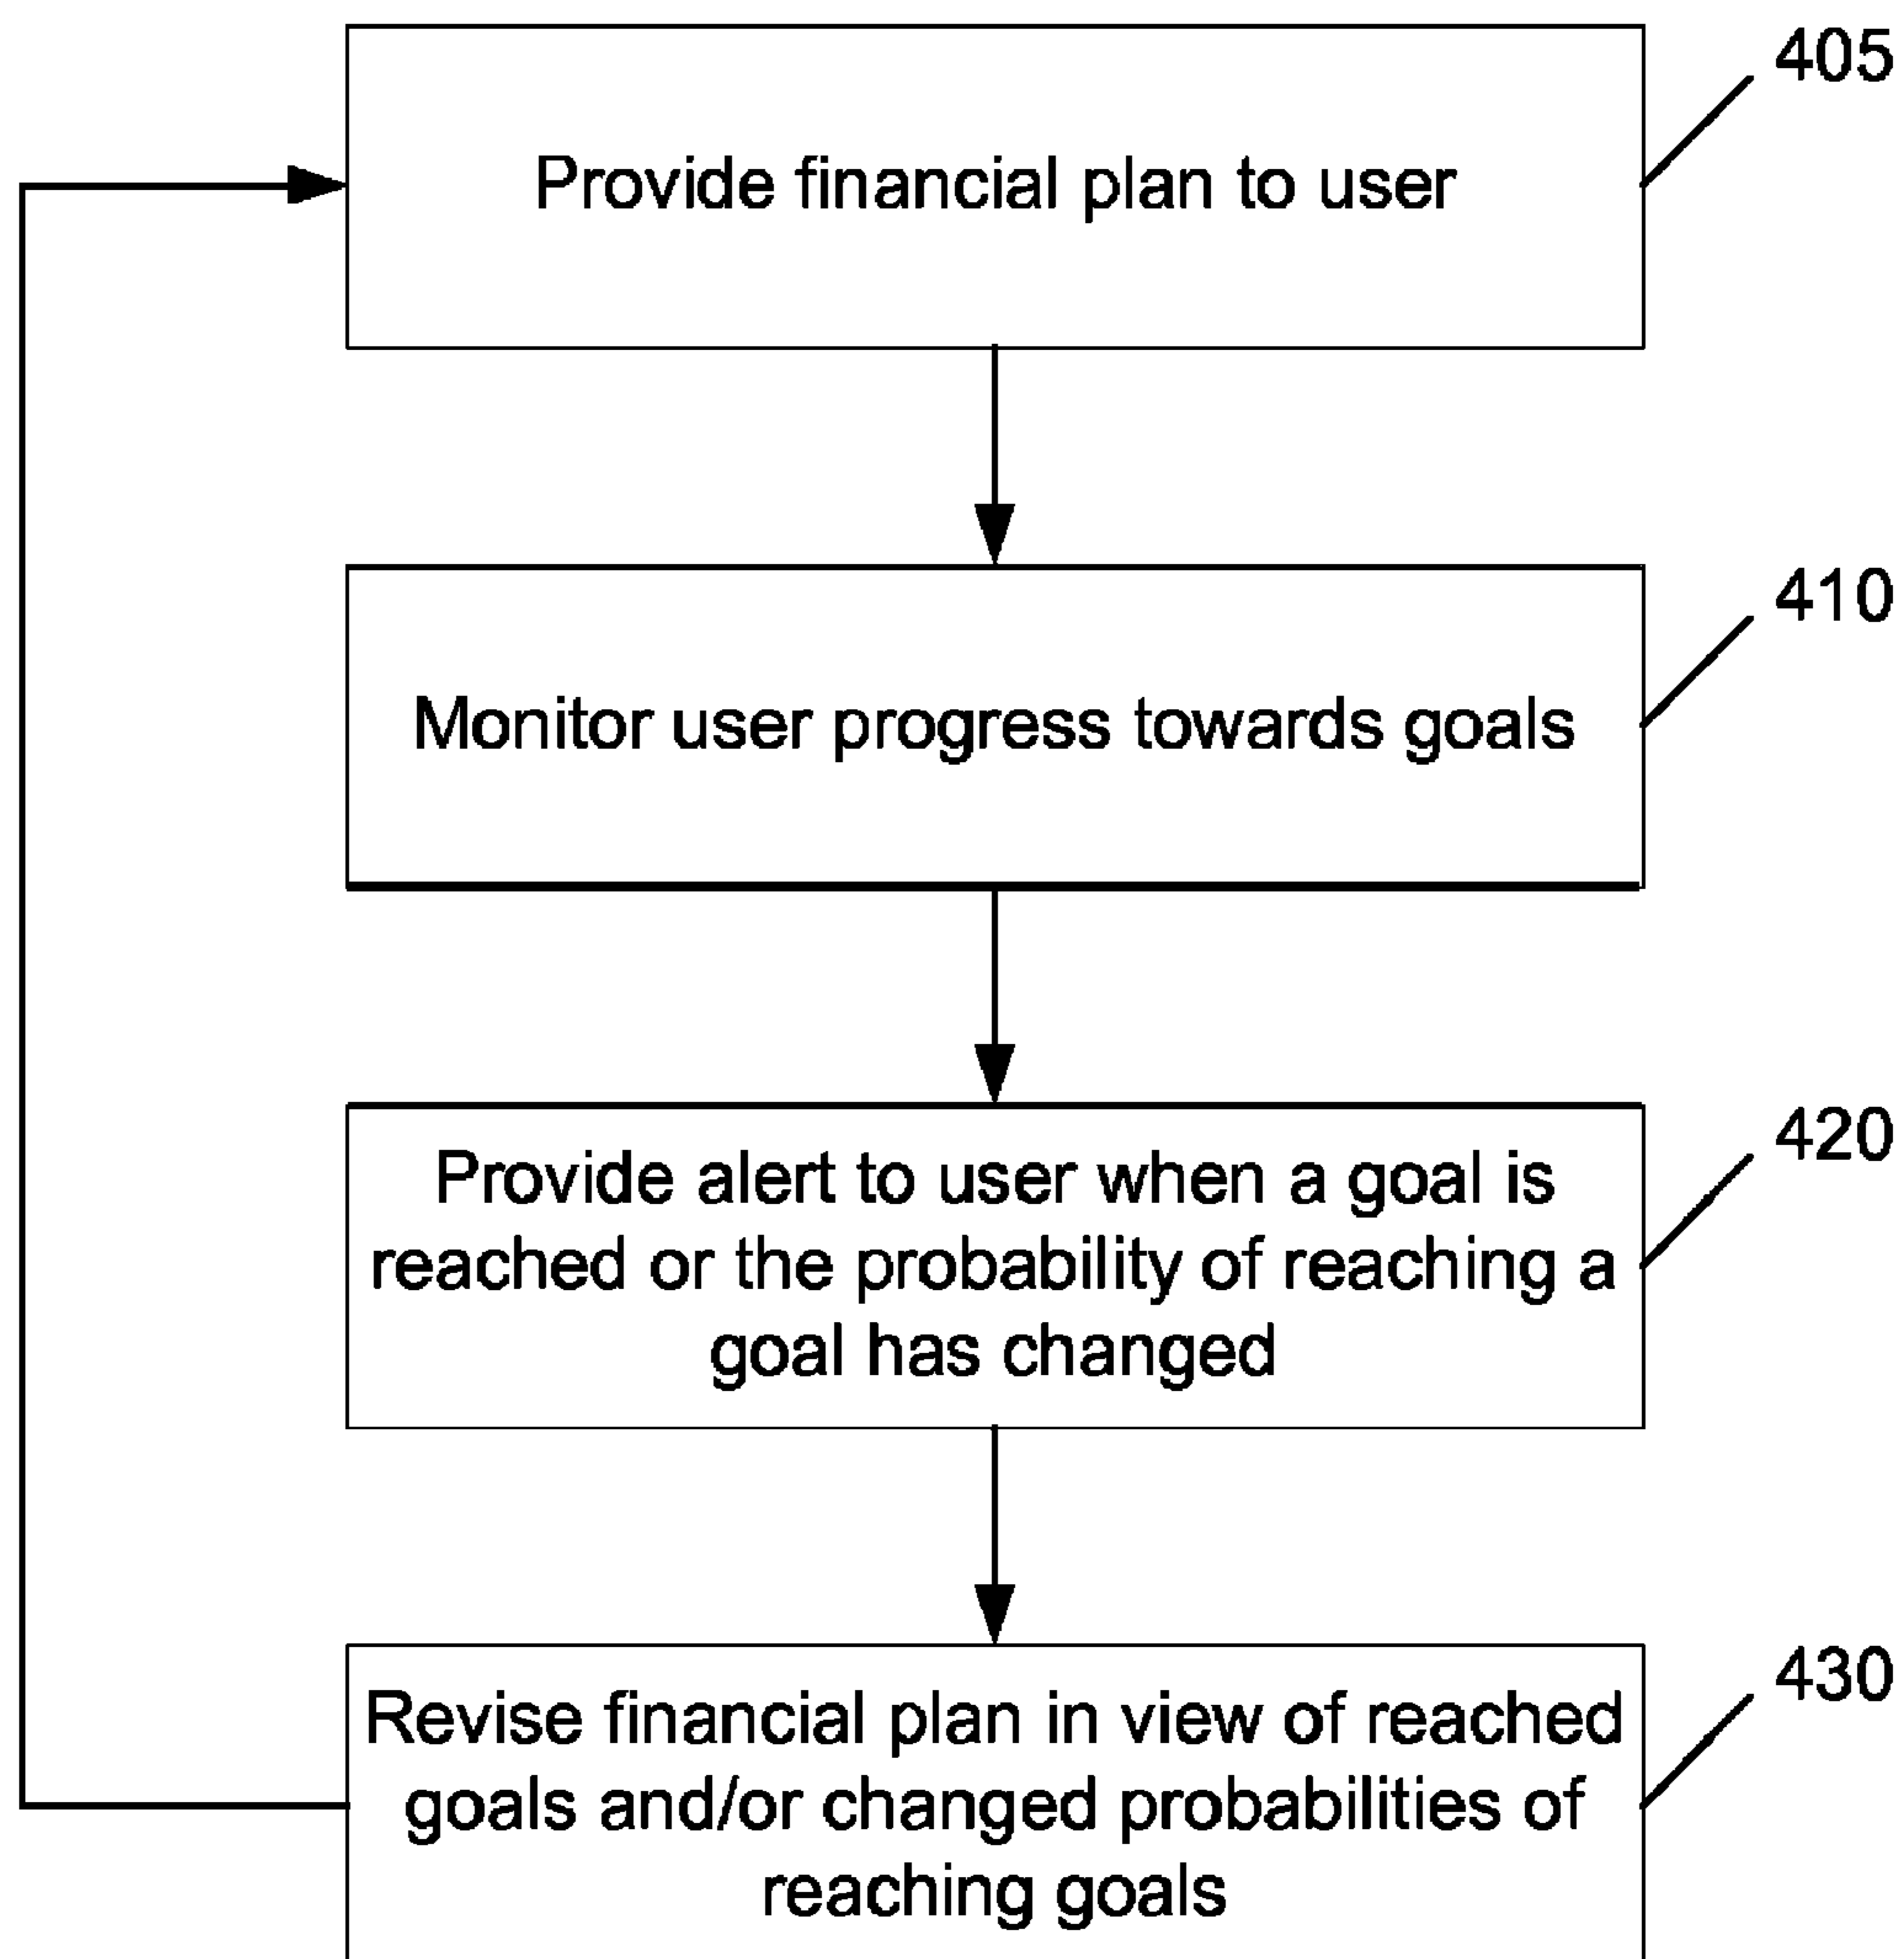 405
Provide financial plan to user
410
Monitor user progress towards goals
420
Provide alert to user when a goal is
reached or the probability of reaching a
goal has changed
430
Revise financial plan in view of reached
goals and/or changed probabilities of
reaching goals